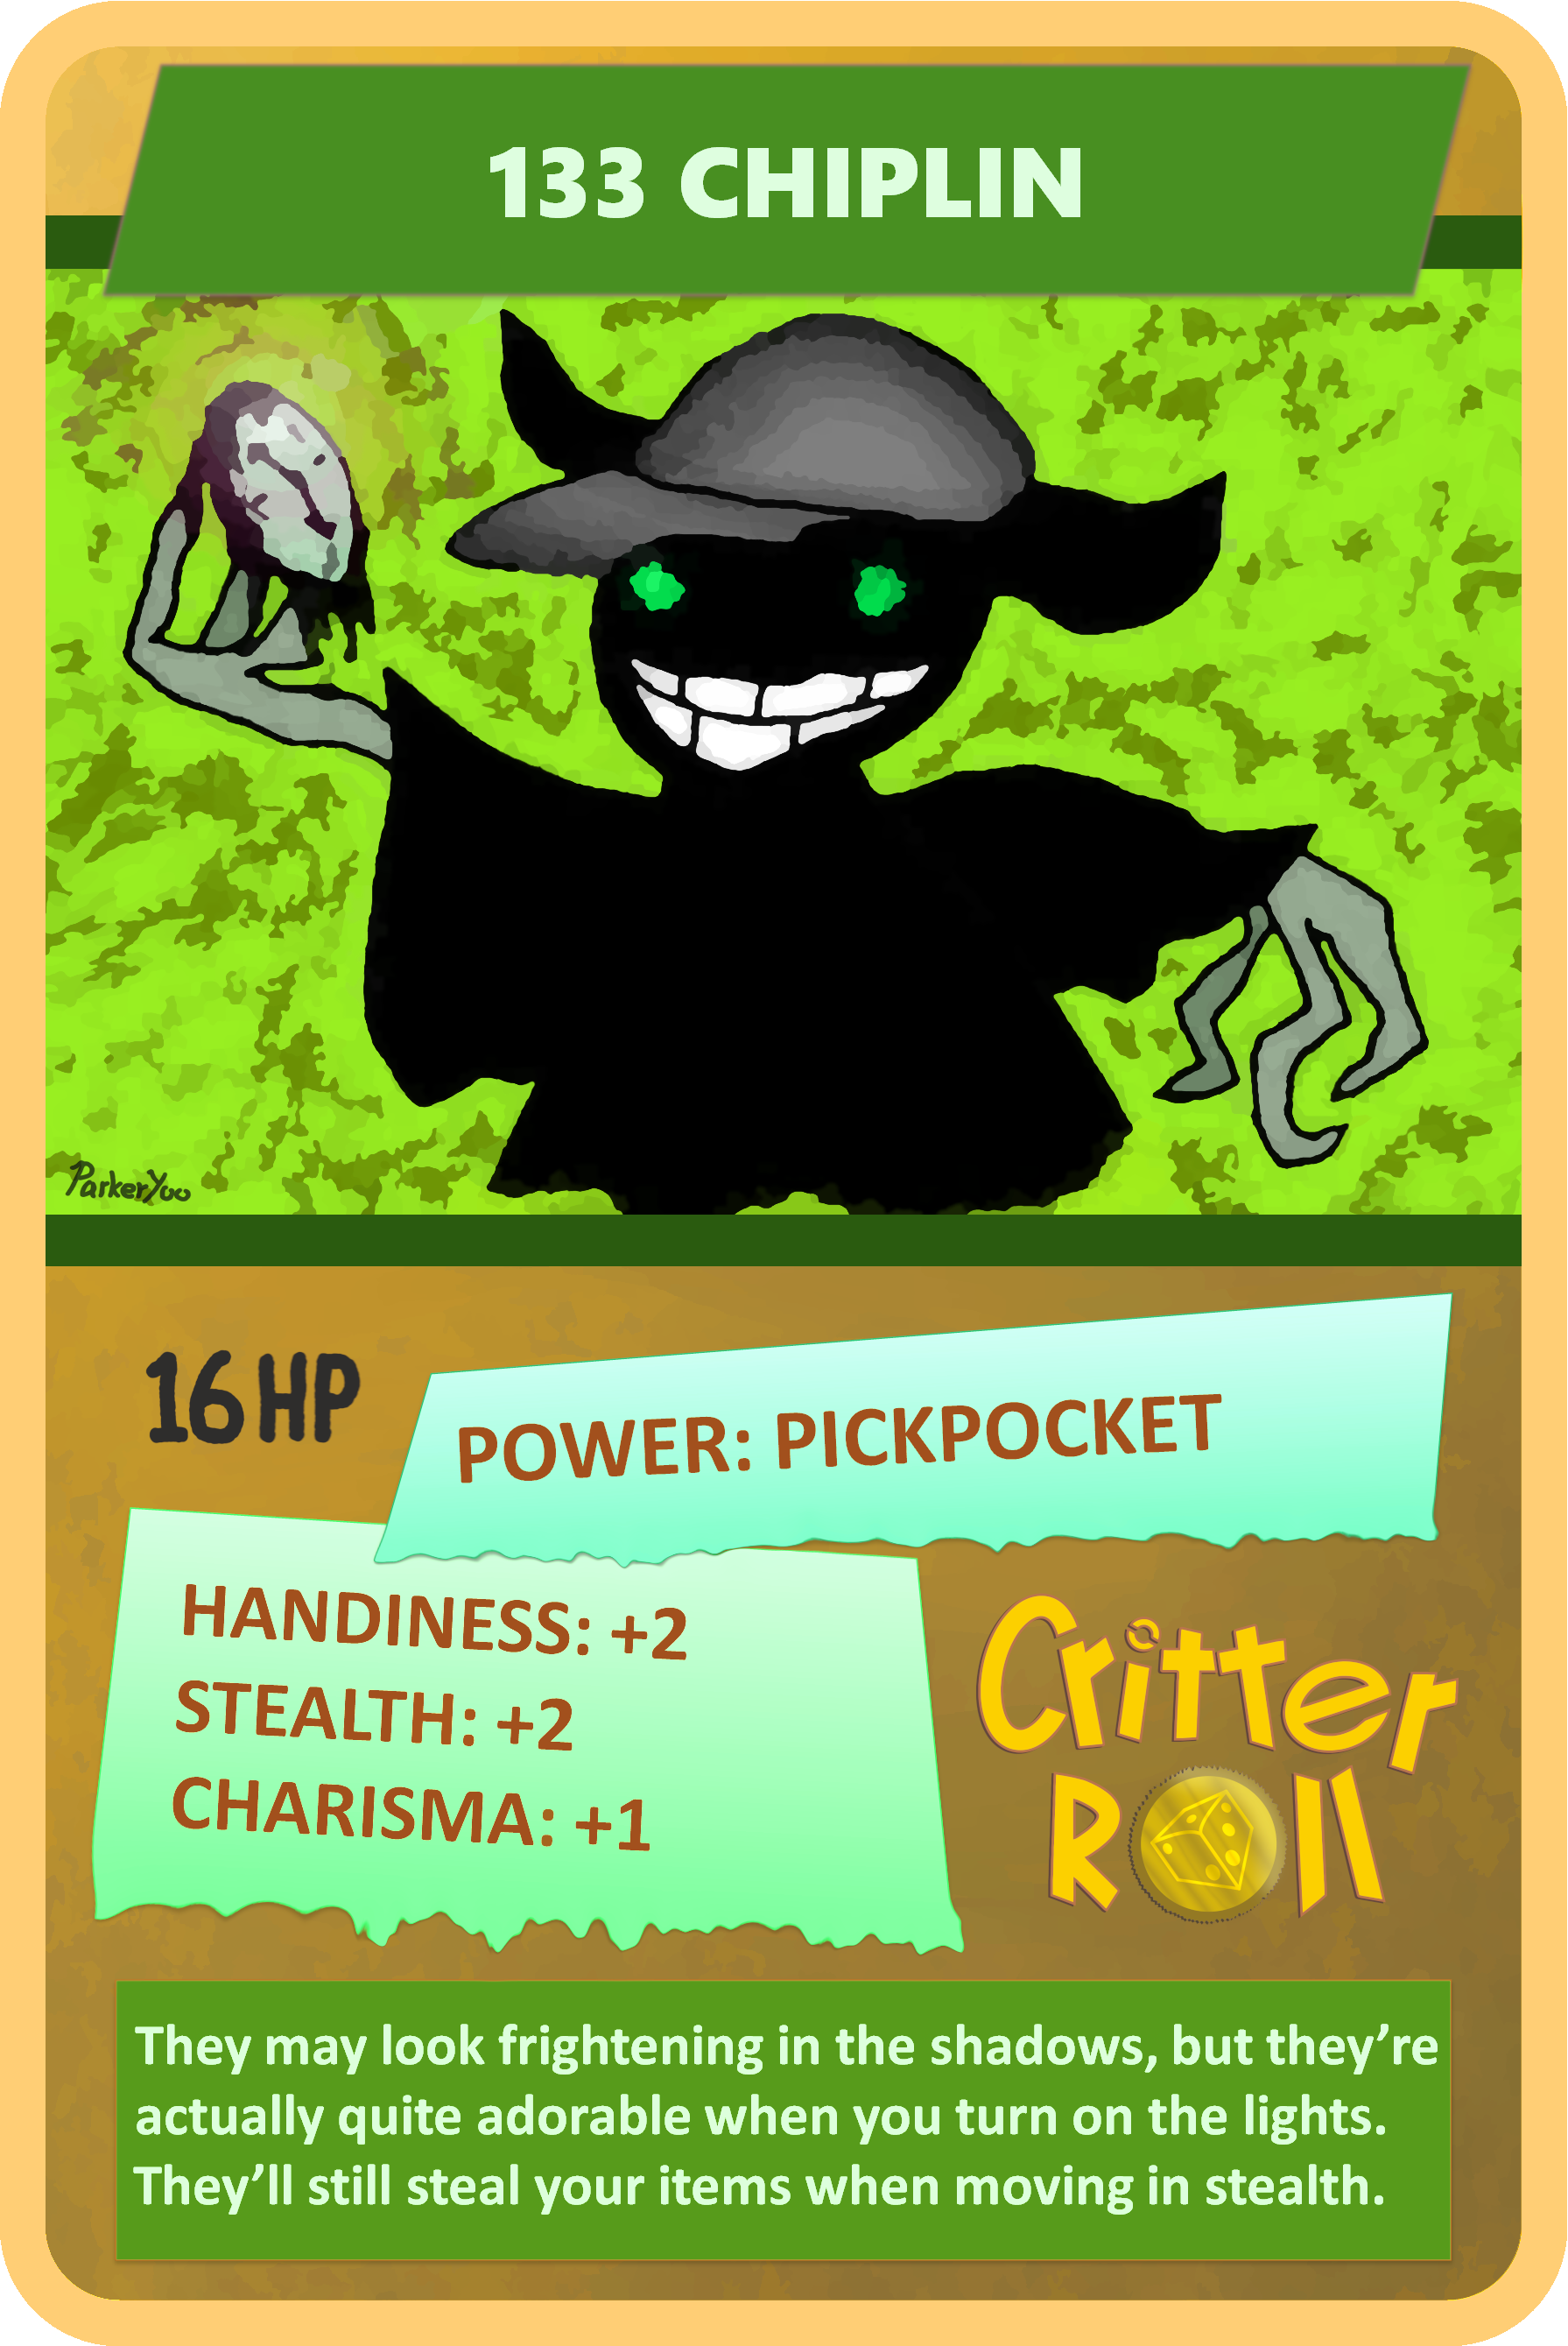 133 CHIPLIN
ParkerYoo
16 HP
POWER: PICKPOCKET
HANDINESS: +2
STEALTH: +2
CHARISMA: +1
Critter
Roll
They may look frightening in the shadows, but they’re
actually quite adorable when you turn on the lights.
They’ll still steal your items when moving in stealth.